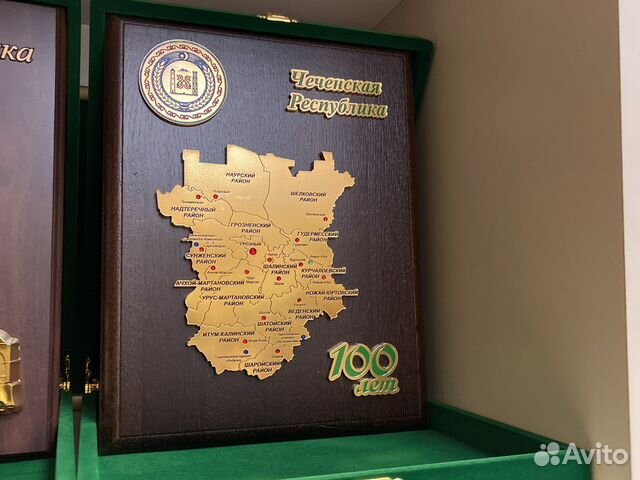 ка
Чеченская
Республика
НАУРСКИЙ
РАЙОН
ШЕЛКОВСКИЙ
РАЙОН
НАДТЕРЕЧНЫЙ
РАЙОН
ГРОЗНЕНСКИЙ
РАЙОН
ГУДЕРМЕССКИЙ
РАЙОН
ГРОЗНЫЙ
СУНЖЕНСКИЙ
РАЙОН
ШАЛИНСКИЙ
РАЙОН
КУРЧАЛОЕВСКИЙ
РАЙОН
АЧХОЙ-МАРТАНОВСКИЙ
РАЙОН
НОЖАЙ-ЮРТОВСКИЙ
РАЙОН
УРУС-МАРТАНОВСКИЙ
РАЙОН
ВЕДЕНСКИЙ
РАЙОН
ШАТОЙСКИЙ
РАЙОН
ИТУМ-КАЛИНСКИЙ
РАЙОН
ШАРОЙСКИЙ
РАЙОН
100
лет
Avito